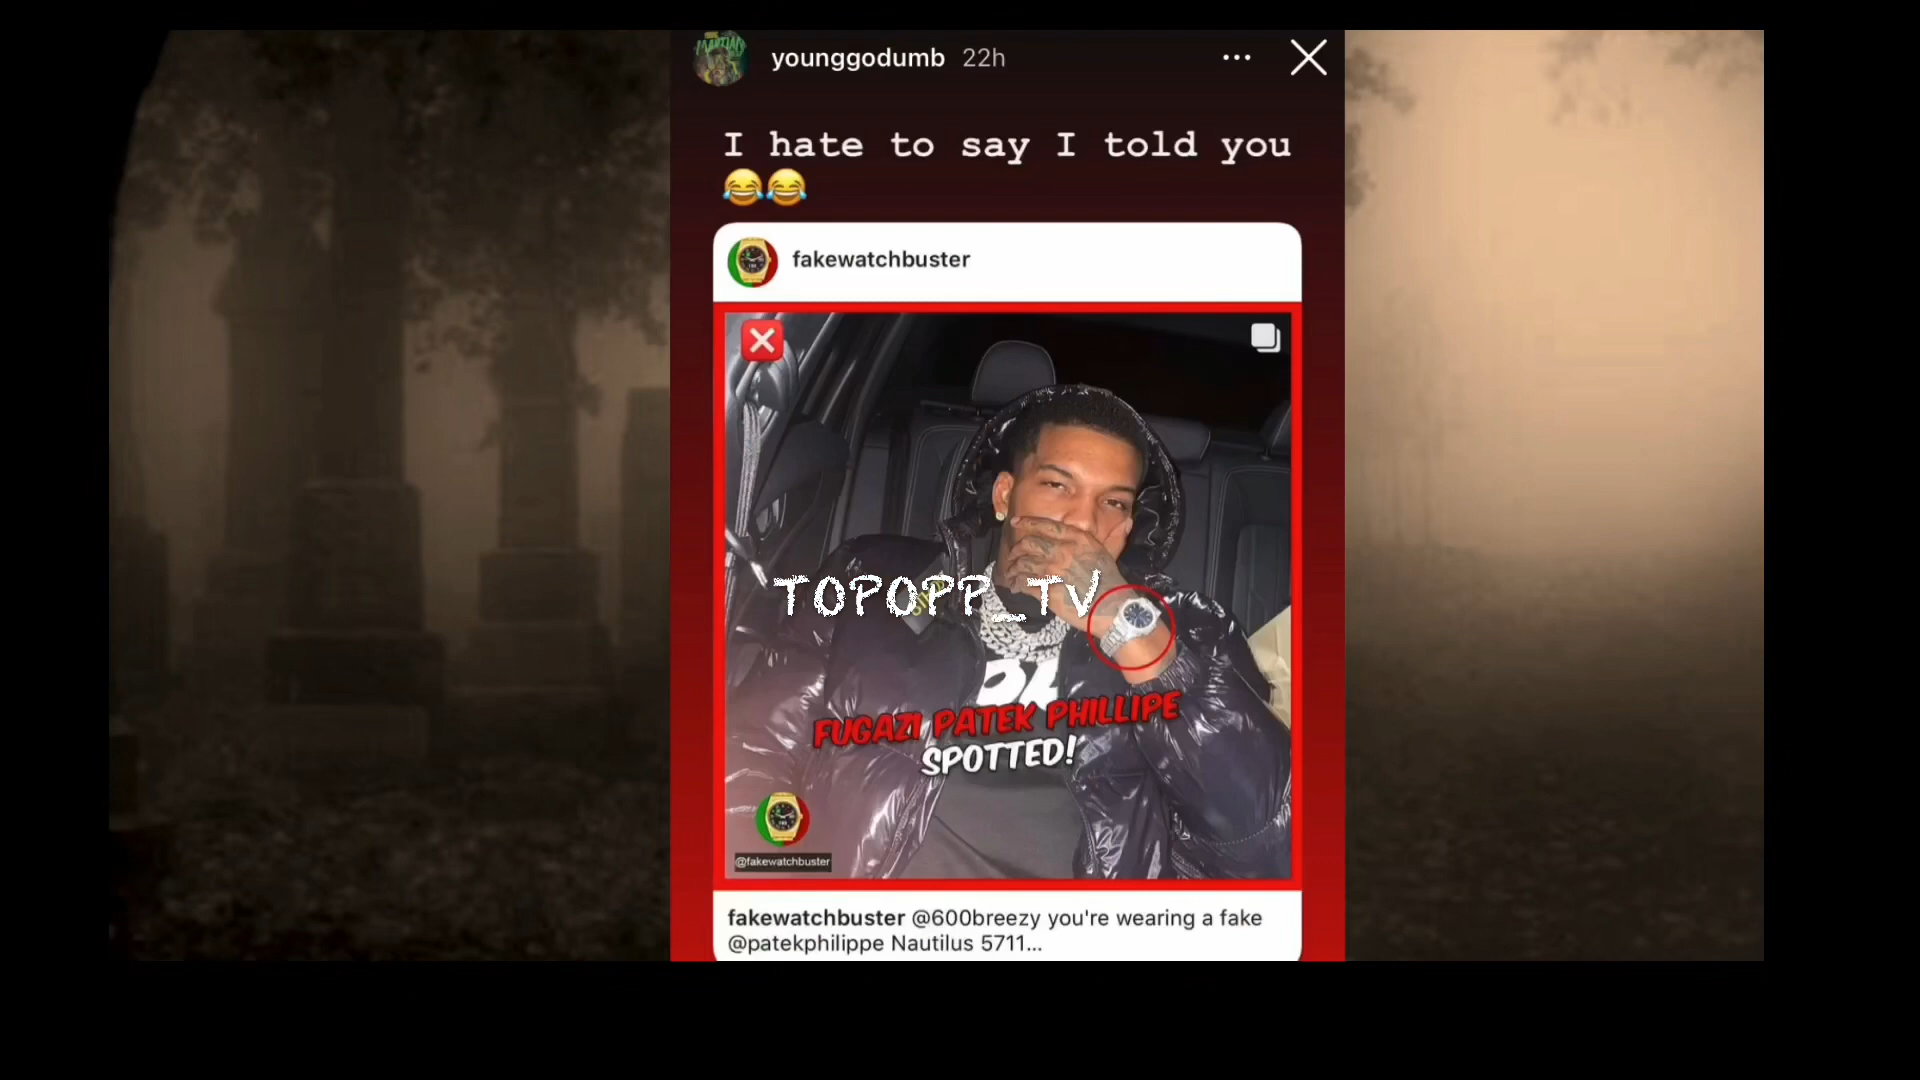 younggodumb 22h
I hate to say I told you
😂😂
fakewatchbuster
TOPOPP_TV
FUGAZI PATEK PHILLIPE
SPOTTED!
@fakewatchbuster
fakewatchbuster @600breezy you're wearing a fake
@patekphilippe Nautilus 5711...